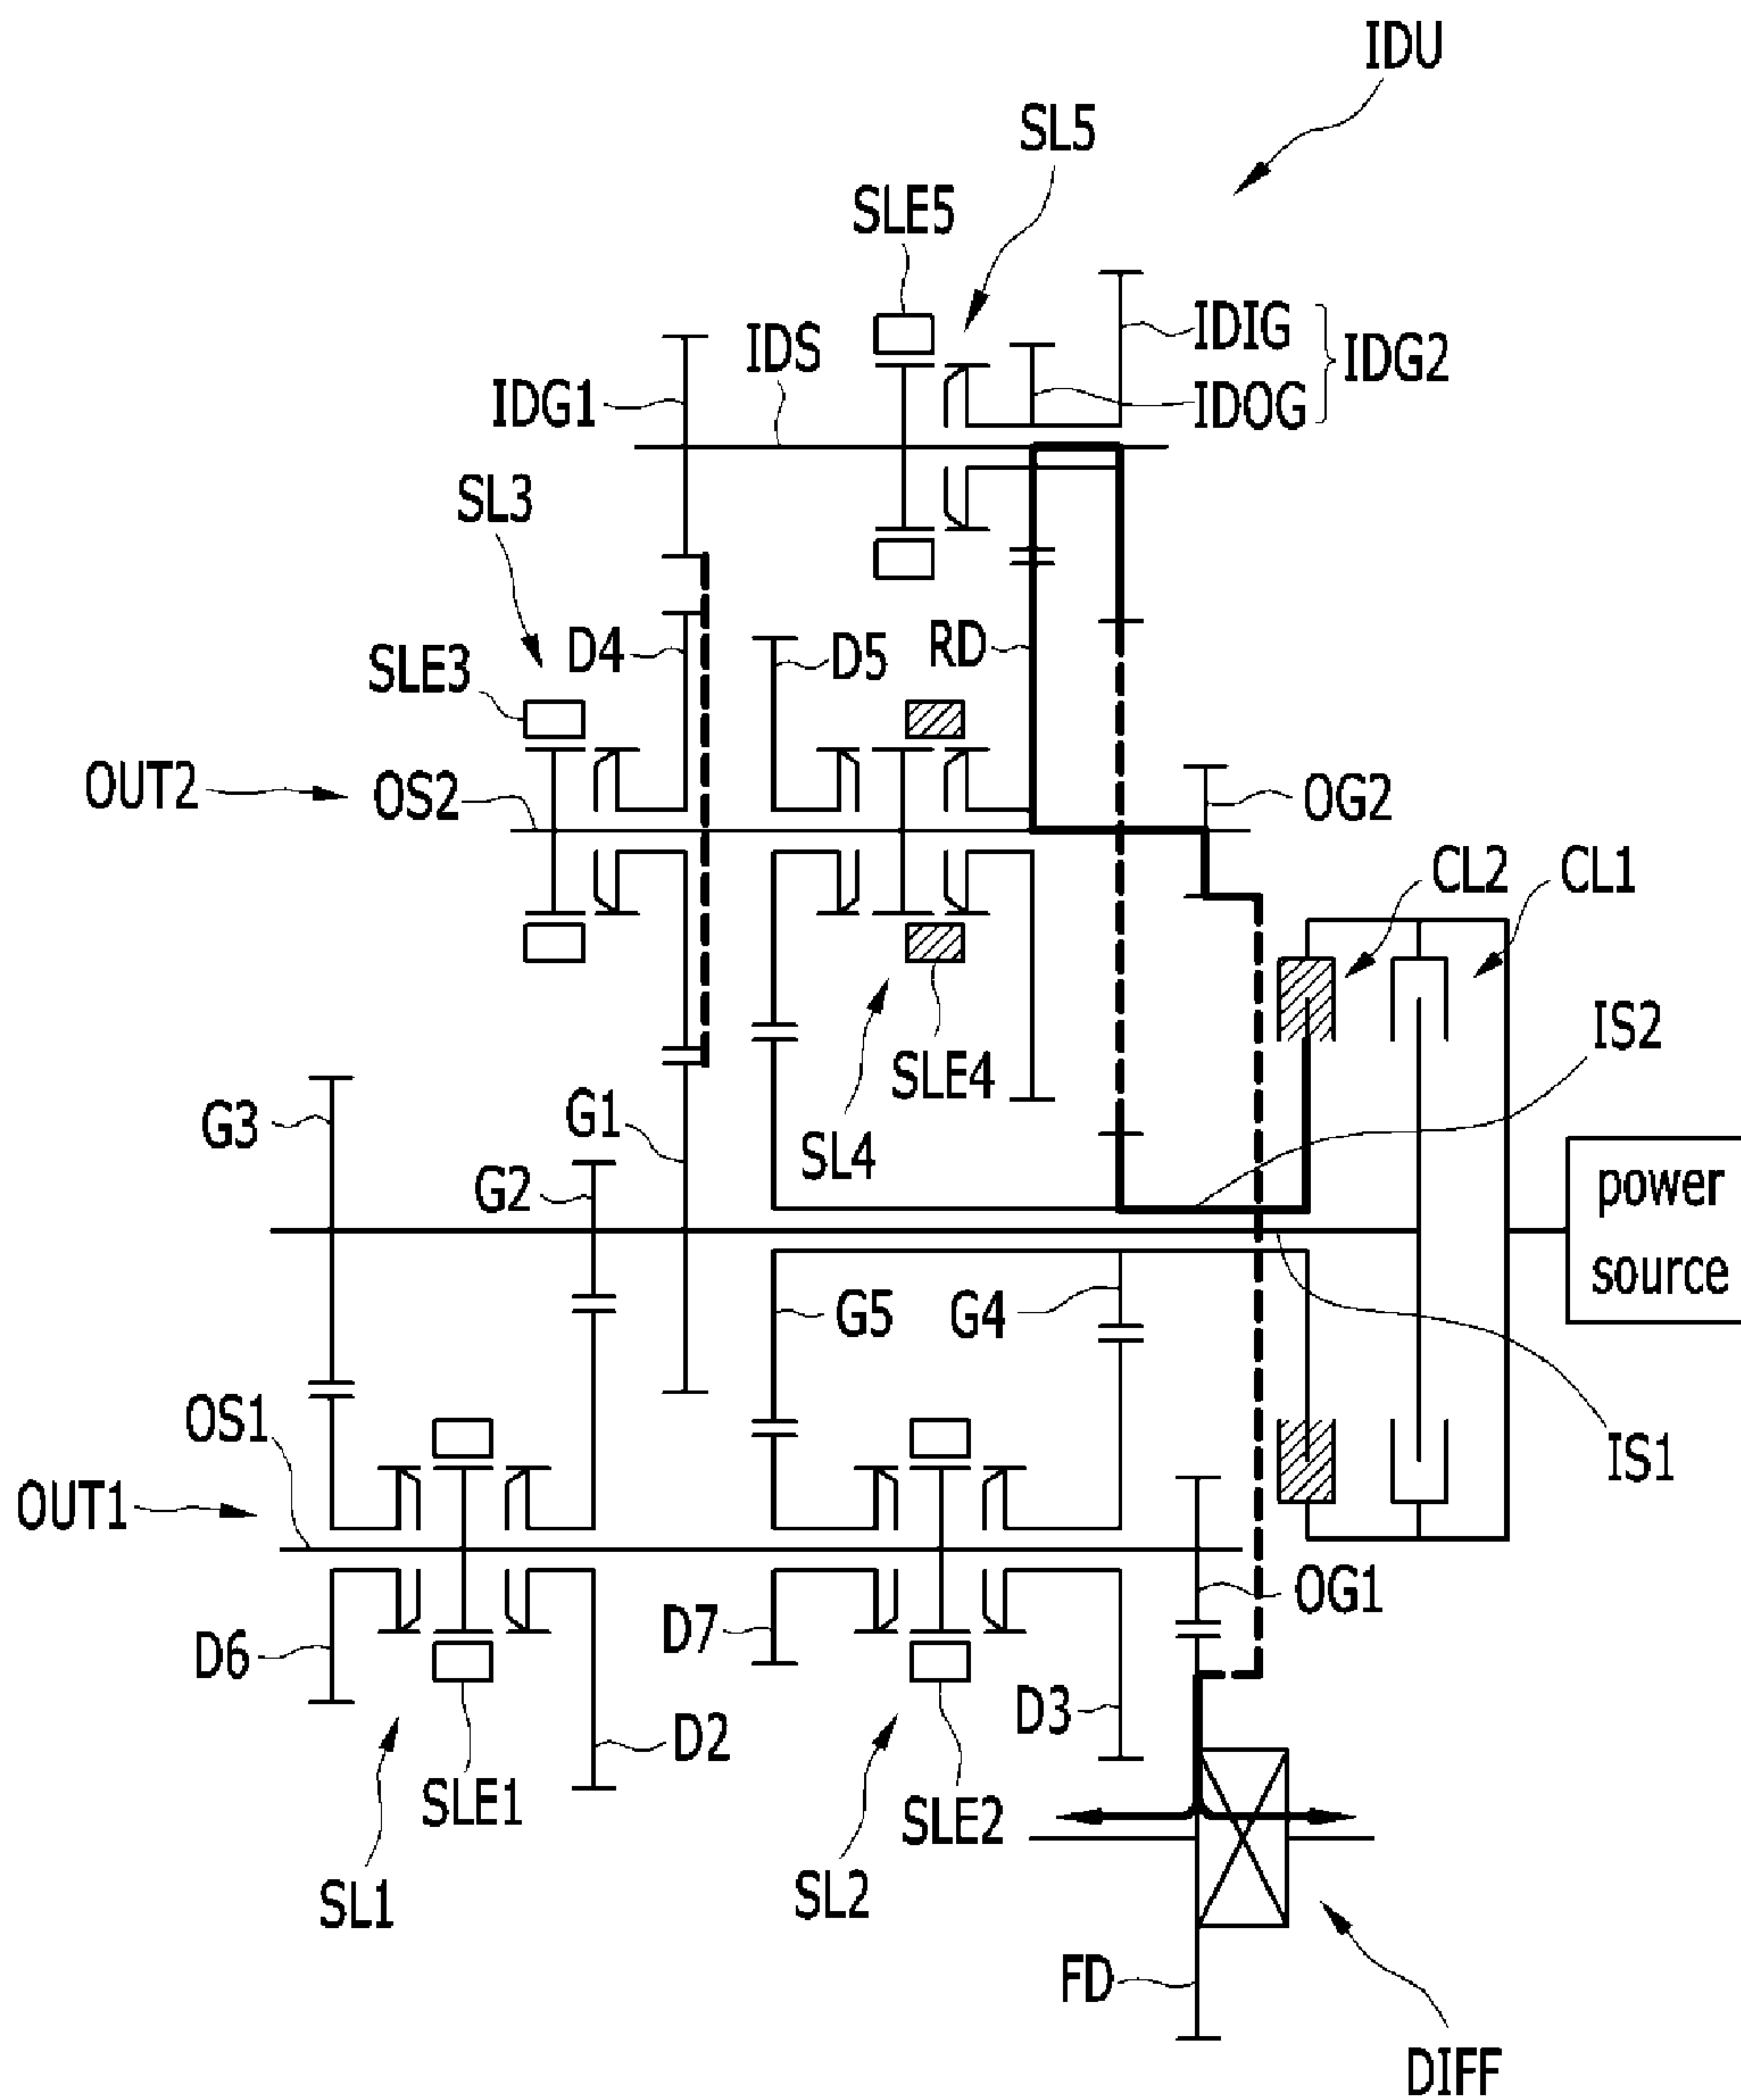 IDU
SL5
SLE5
IDIG
IDS
IDG2
IDG1
IDOG
SL3
D4
D5
RD
SLE3
OUT2
OS2
OG2
CL2
CL1
IS2
SLE4
G3
G1
SL4
G2
power
source
G5
G4
OS1
IS1
OUT1
OG1
D7
D6
D3
D2
SLE1
SLE2
SL1
SL2
FD
DIFF